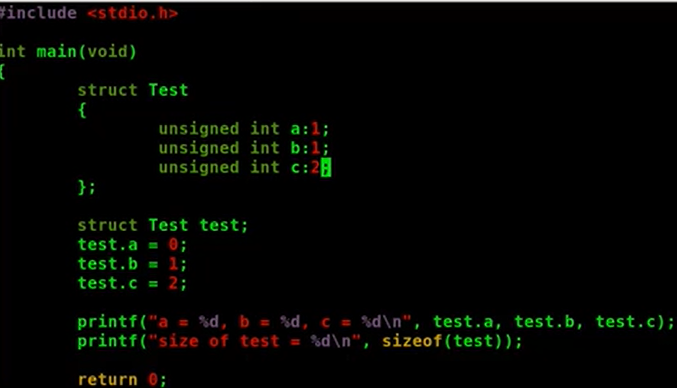 #include <stdio.h>
int main(void)
{
struct Test
{
unsigned int a:1;
unsigned int b:1;
unsigned int c:2;
};
struct Test test;
test.a = 0;
test.b = 1;
test.c = 2;
printf("a = %d, b = %d, c = %d\n", test.a, test.b, test.c);
printf("size of test = %d\n", sizeof(test));
return 0;